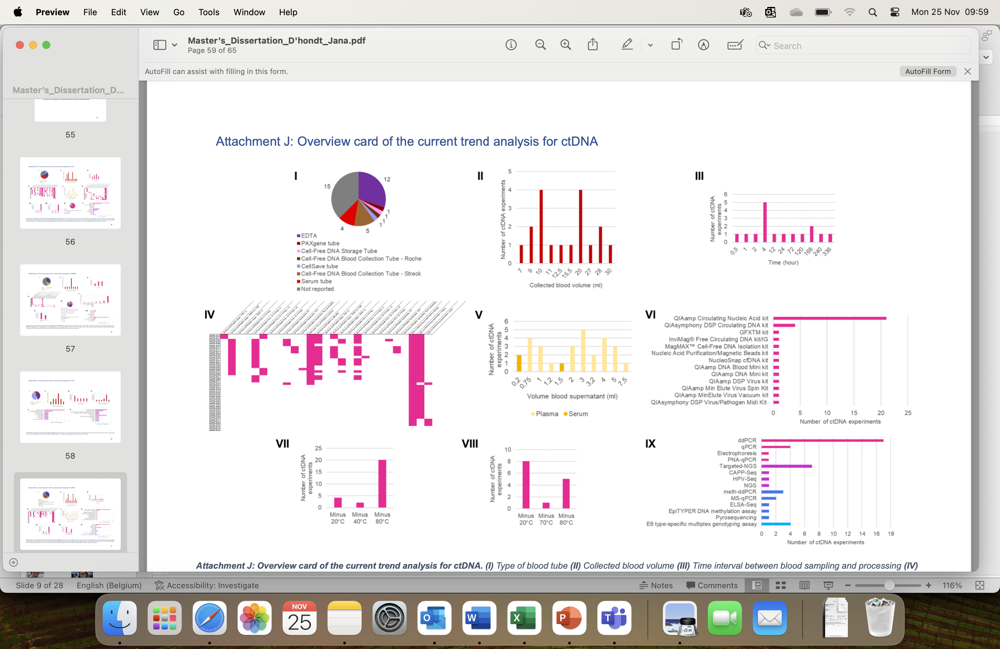 Preview File Edit View Go Tools Window Help
Mon 25 Nov 09:59
Master's_Dissertation_D'hondt_Jana.pdf
Page 59 of 65
Search
AutoFill can assist with filling in this form.
AutoFill Form
Master's_Dissertation_D...
55
56
57
58
Attachment J: Overview card of the current trend analysis for ctDNA
I
12
1
1
1
1
5
4
15
EDTA
PAXgene tube
Cell-Free DNA Storage Tube
Cell-Free DNA Blood Collection Tube - Roche
CellSave tube
Cell-Free DNA Blood Collection Tube - Streck
Serum tube
Not reported
II
Number of ctDNA experiments
5
4
3
2
1
0
7 9 10 11 12,5 15,5 20 27 28 30
Collected blood volume (ml)
III
Number of ctDNA
experiments
6
5
4
3
2
1
0
0,5 1 2 4 12 24 72 120 168 240 336
Time (hour)
IV
V
Number of ctDNA
experiments
6
5
4
3
2
1
0
0,2 0,75 1 1,2 1,5 2 3 3,2 4 5 7,5
Volume blood supernatant (ml)
Plasma Serum
VI
QIAamp Circulating Nucleic Acid kit
QIAsymphony DSP Circulating DNA kit
GFXTM kit
InviMag® Free Circulating DNA kit/IG
MagMAX™ Cell-Free DNA Isolation kit
Nucleic Acid Purification/Magnetic Beads kit
NucleoSnap cfDNA kit
QIAamp DNA Blood Mini kit
QIAamp DNA Mini kit
QIAamp DSP Virus kit
QIAamp Min Elute Virus Spin Kit
QIAamp MinElute Virus Vacuum kit
QIAsymphony DSP Virus/Pathogen Midi Kit
0 5 10 15 20 25
Number of ctDNA experiments
VII
Number of ctDNA
experiments
25
20
15
10
5
0
Minus Minus Minus
20°C 40°C 80°C
VIII
Number of ctDNA
experiments
10
8
6
4
2
0
Minus Minus Minus
20°C 70°C 80°C
IX
ddPCR
qPCR
Electrophoresis
PNA-qPCR
Targeted-NGS
CAPP-Seq
HPV-Seq
NGS
meth-ddPCR
MS-qPCR
ELSA-Seq
EpiTYPER DNA methylation assay
Pyrosequencing
E6 type-specific multiplex genotyping assay
0 2 4 6 8 10 12 14 16 18
Number of ctDNA experiments
Attachment J: Overview card of the current trend analysis for ctDNA. (I) Type of blood tube (II) Collected blood volume (III) Time interval between blood sampling and processing (IV)
Slide 9 of 28 English (Belgium) Accessibility: Investigate
Notes Comments 116%
NOV
25
O
W
X
P
T